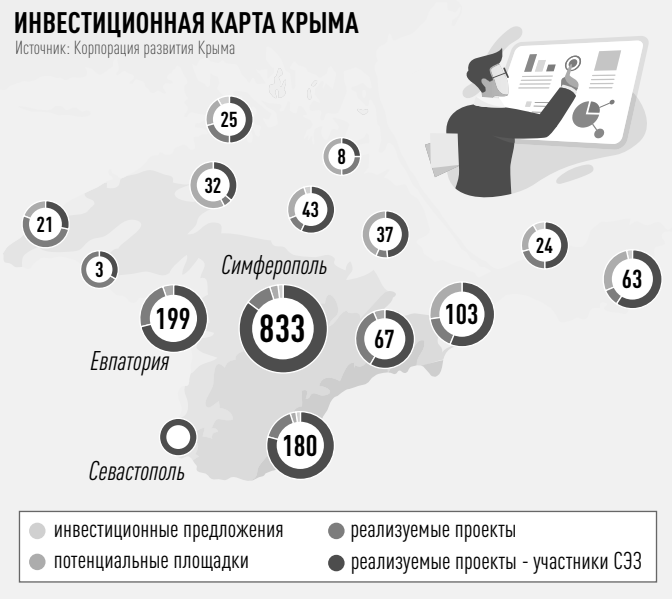 ИНВЕСТИЦИОННАЯ КАРТА КРЫМА
Источник: Корпорация развития Крыма
25
8
32
43
21
37
24
3
Симферополь
63
199
833
67
103
Евпатория
180
Севастополь
инвестиционные предложения
реализуемые проекты
потенциальные площадки
реализуемые проекты - участники СЭЗ